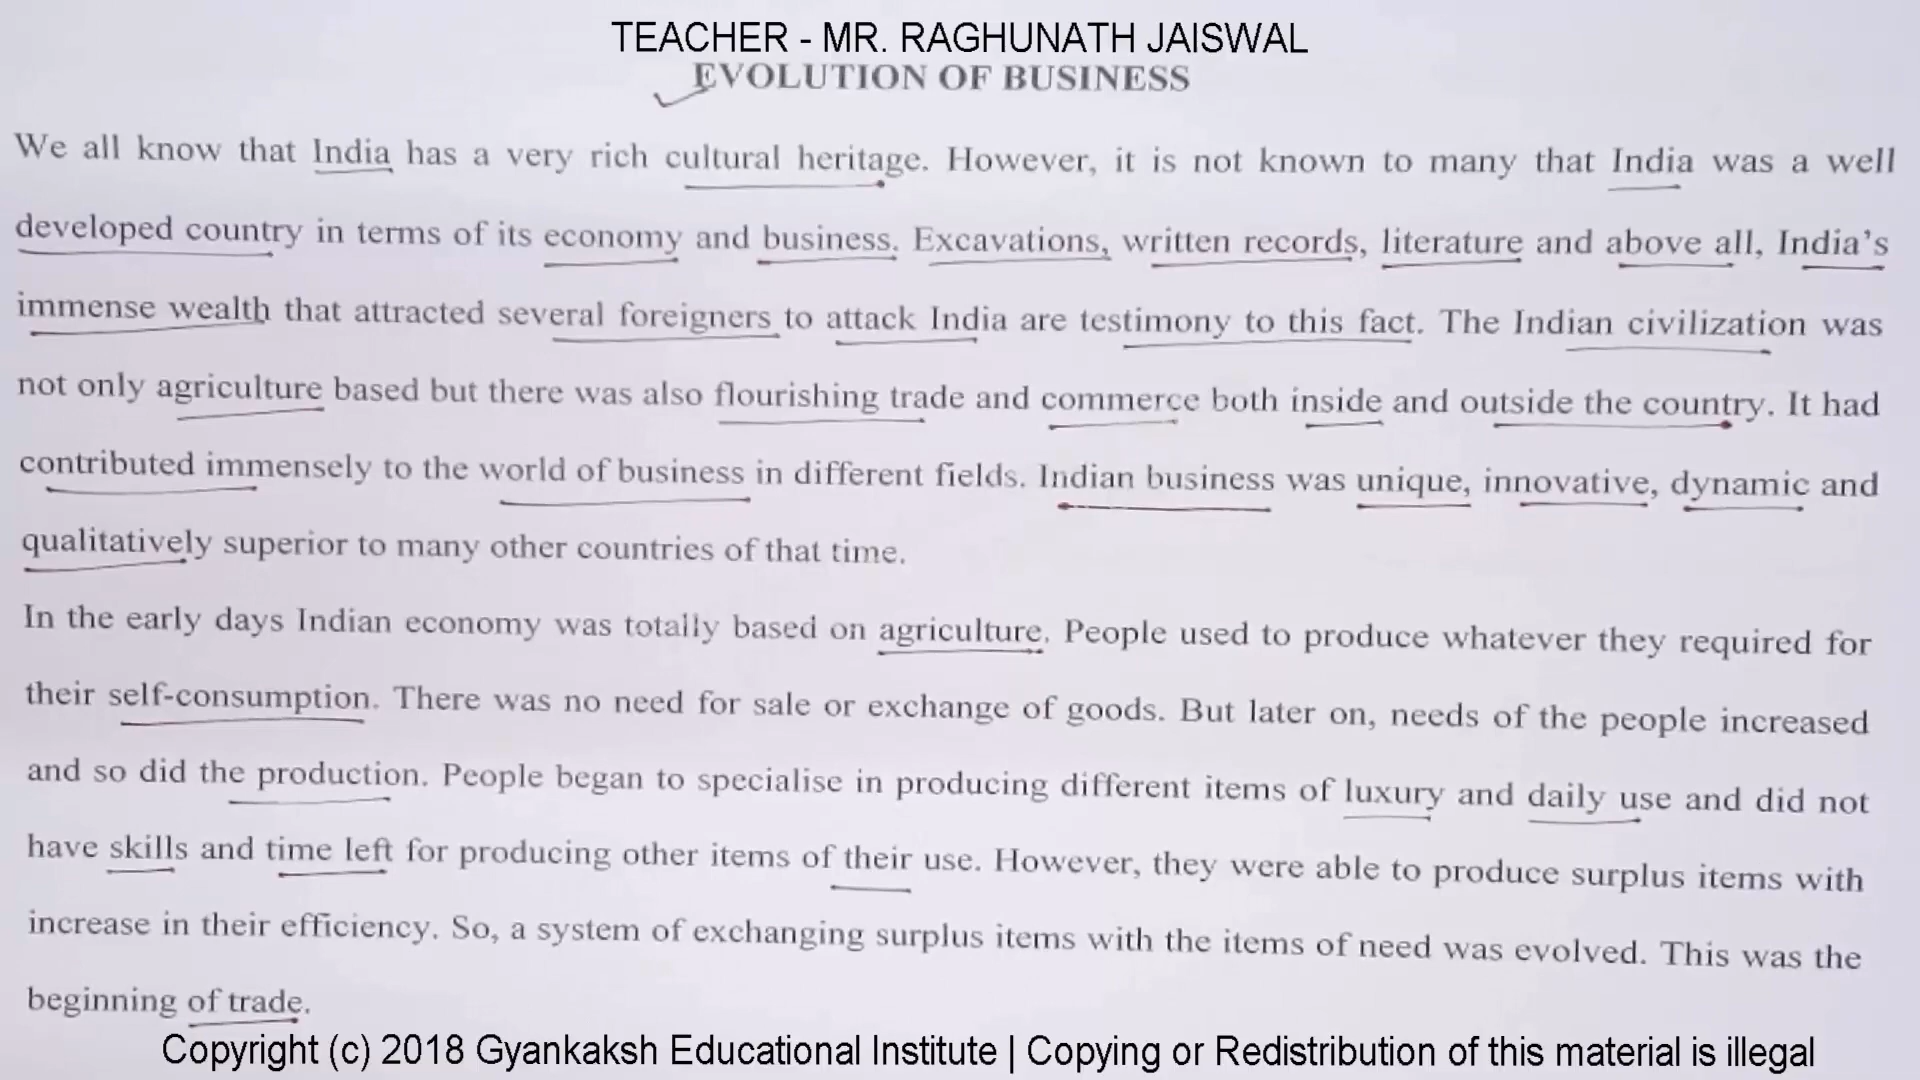 TEACHER - MR. RAGHUNATH JAISWAL
EVOLUTION OF BUSINESS
We all know that India has a very rich cultural heritage. However, it is not known to many that India was a well
developed country in terms of its economy and business. Excavations, written records, literature and above all, India's
immense wealth that attracted several foreigners to attack India are testimony to this fact. The Indian civilization was
not only agriculture based but there was also flourishing trade and commerce both inside and outside the country. It had
contributed immensely to the world of business in different fields. Indian business was unique, innovative, dynamic and
qualitatively superior to many other countries of that time.
In the early days Indian economy was totally based on agriculture. People used to produce whatever they required for
their self-consumption. There was no need for sale or exchange of goods. But later on, needs of the people increased
and so did the production. People began to specialise in producing different items of luxury and daily use and did not
have skills and time left for producing other items of their use. However, they were able to produce surplus items with
increase in their efficiency. So, a system of exchanging surplus items with the items of need was evolved. This was the
beginning of trade.
Copyright (c) 2018 Gyankaksh Educational Institute | Copying or Redistribution of this material is illegal